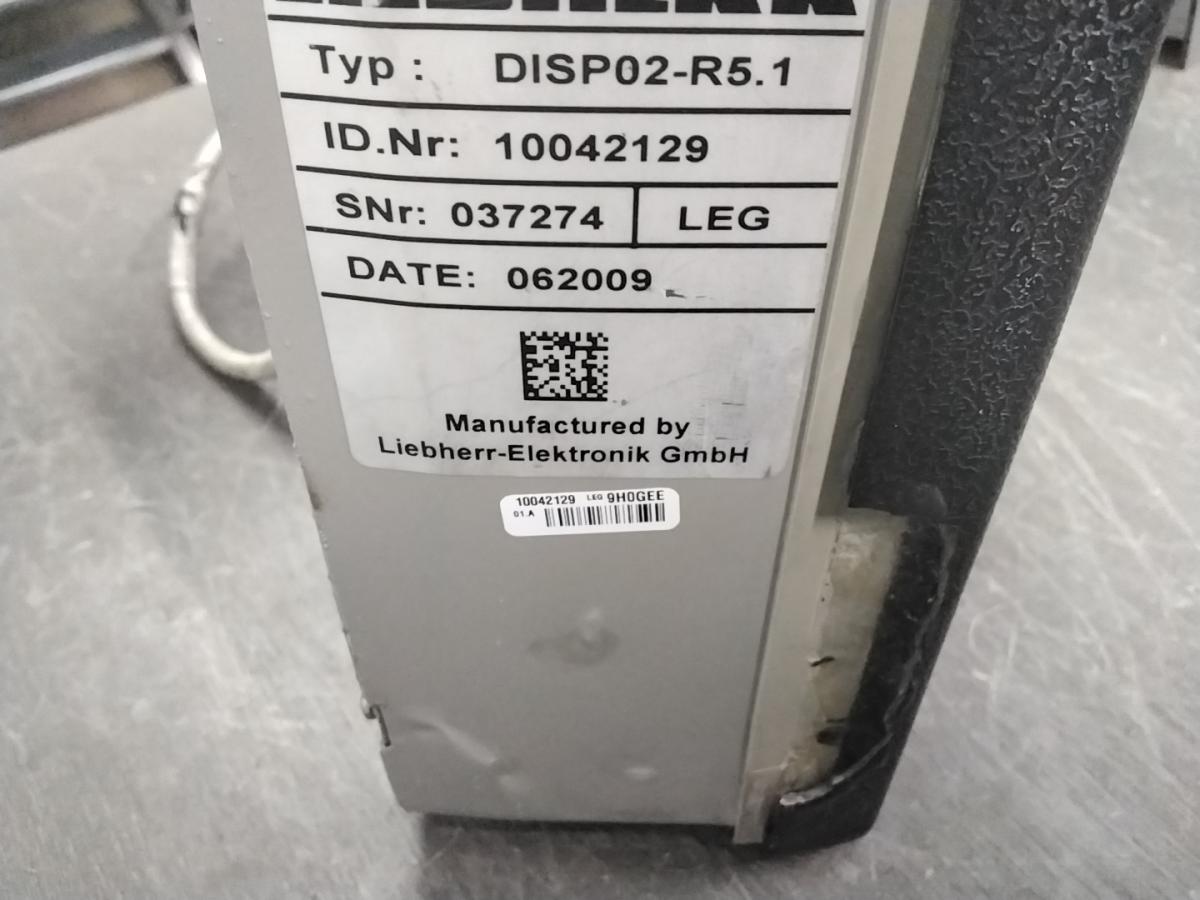 LIEBHERR
Typ : DISP02-R5.1
ID.Nr: 10042129
SNr: 037274 LEG
DATE: 062009
Manufactured by
Liebherr-Elektronik GmbH
10042129 LEG 9H0GEE
01.A